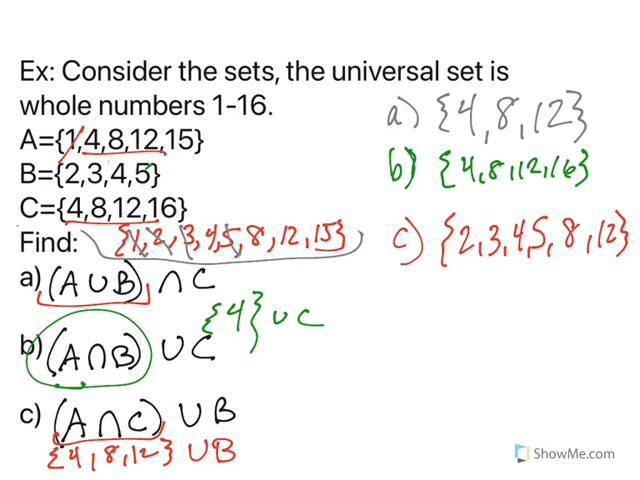 Ex: Consider the sets, the universal set is
whole numbers 1-16.
A={1,4,8,12,15}
B={2,3,4,5}
C={4,8,12,16}
Find: {1,2,3,4,5,8,12,15}
a) (A∪B) ∩ C
{4} ∪ C
b) (A∩B) ∪ C
c) (A∩C) ∪ B
{4,8,12} ∪B
a) {4,8,12}
b) {4,8,12,16}
c) {2,3,4,5,8,12}
ShowMe.com